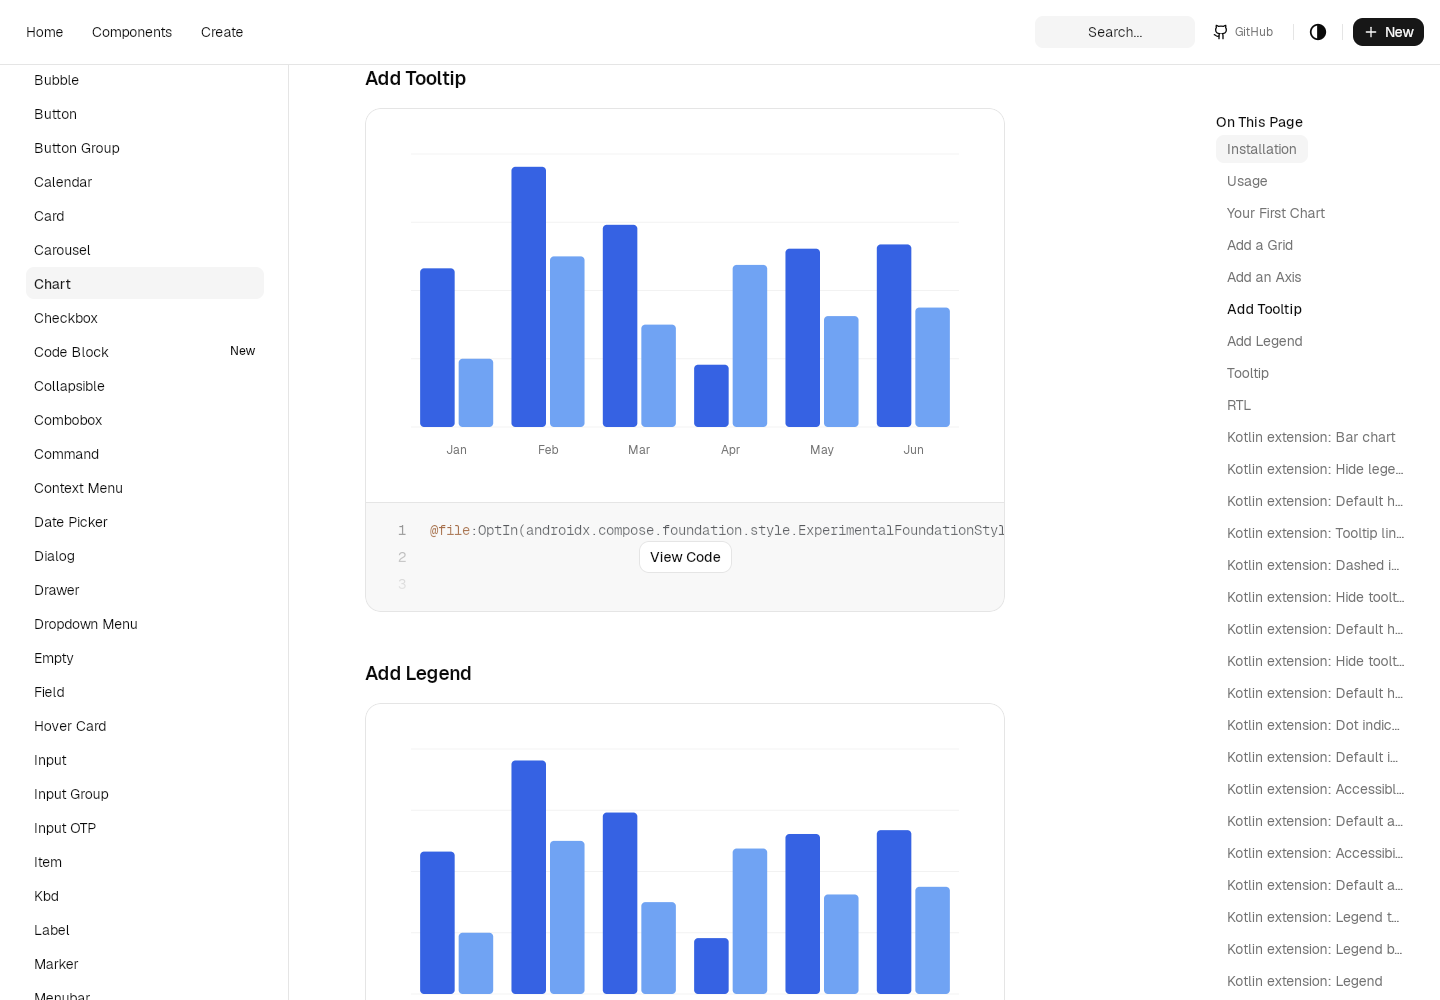 Home
Components
Create
Search...
GitHub
New
Bubble
Button
Button Group
Calendar
Card
Carousel
Chart
Checkbox
Code Block
New
Collapsible
Combobox
Command
Context Menu
Date Picker
Dialog
Drawer
Dropdown Menu
Empty
Field
Hover Card
Input
Input Group
Input OTP
Item
Kbd
Label
Marker
Menubar
Add Tooltip
Jan Feb Mar Apr May Jun
1 @file:OptIn(androidx.compose.foundation.style.ExperimentalFoundationStyl
2
3
View Code
Add Legend
On This Page
Installation
Usage
Your First Chart
Add a Grid
Add an Axis
Add Tooltip
Add Legend
Tooltip
RTL
Kotlin extension: Bar chart
Kotlin extension: Hide lege…
Kotlin extension: Default h…
Kotlin extension: Tooltip lin…
Kotlin extension: Dashed i…
Kotlin extension: Hide toolt…
Kotlin extension: Default h…
Kotlin extension: Hide toolt…
Kotlin extension: Default h…
Kotlin extension: Dot indic…
Kotlin extension: Default i…
Kotlin extension: Accessibl…
Kotlin extension: Default a…
Kotlin extension: Accessibi…
Kotlin extension: Default a…
Kotlin extension: Legend t…
Kotlin extension: Legend b…
Kotlin extension: Legend